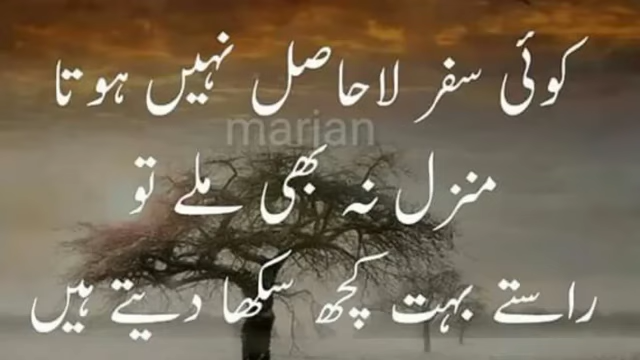 کوئی سفر لاحاصل نہیں ہوتا
marian
منزل نہ بھی ملے تو
راستے بہت کچھ سکھا دیتے ہیں